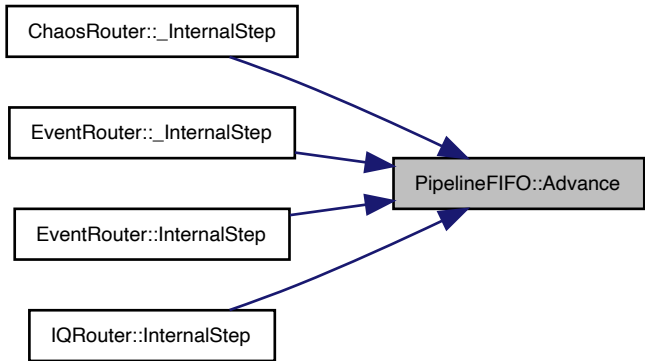 ChaosRouter::_InternalStep
EventRouter::_InternalStep
PipelineFIFO::Advance
EventRouter::InternalStep
IQRouter::InternalStep